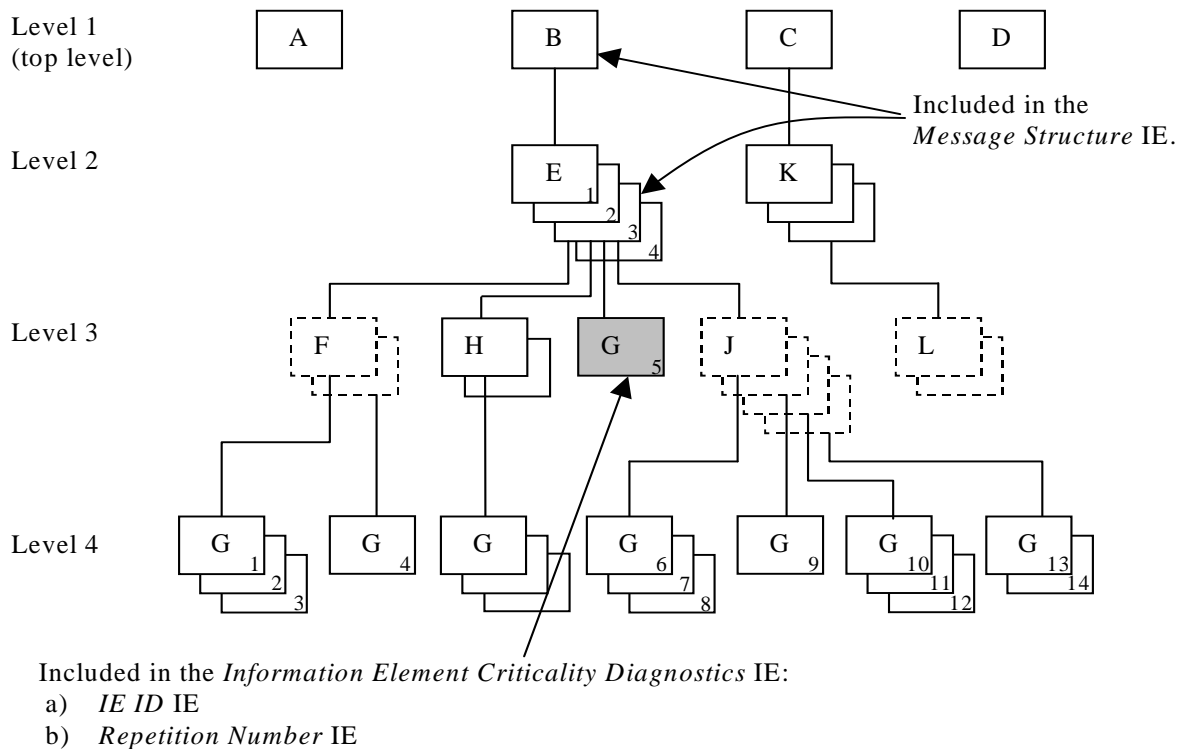 Level 1
(top level)
A
B
C
D
Included in the
Message Structure IE.
Level 2
E
1
2
3
4
K
Level 3
F
H
G
5
J
L
Level 4
G
1
2
3
G
4
G
G
6
7
8
G
9
G
10
11
12
G
13
14
Included in the Information Element Criticality Diagnostics IE:
a) IE ID IE
b) Repetition Number IE